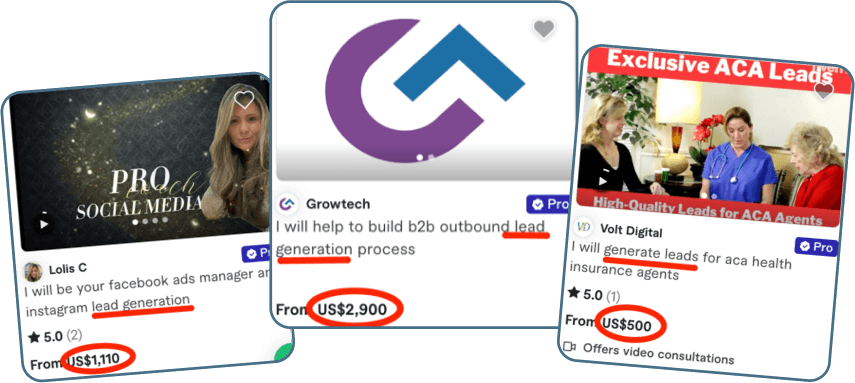 PRO
coach
SOCIAL MEDIA
Lolis C
Pro
I will be your facebook ads manager an
instagram lead generation
5.0 (2)
From US$1,110
Growtech
Pro
I will help to build b2b outbound lead
generation process
From US$2,900
Exclusive ACA Leads
High-Quality Leads for ACA Agents
VD
Volt Digital
Pro
I will generate leads for aca health
insurance agents
5.0 (1)
From US$500
Offers video consultations